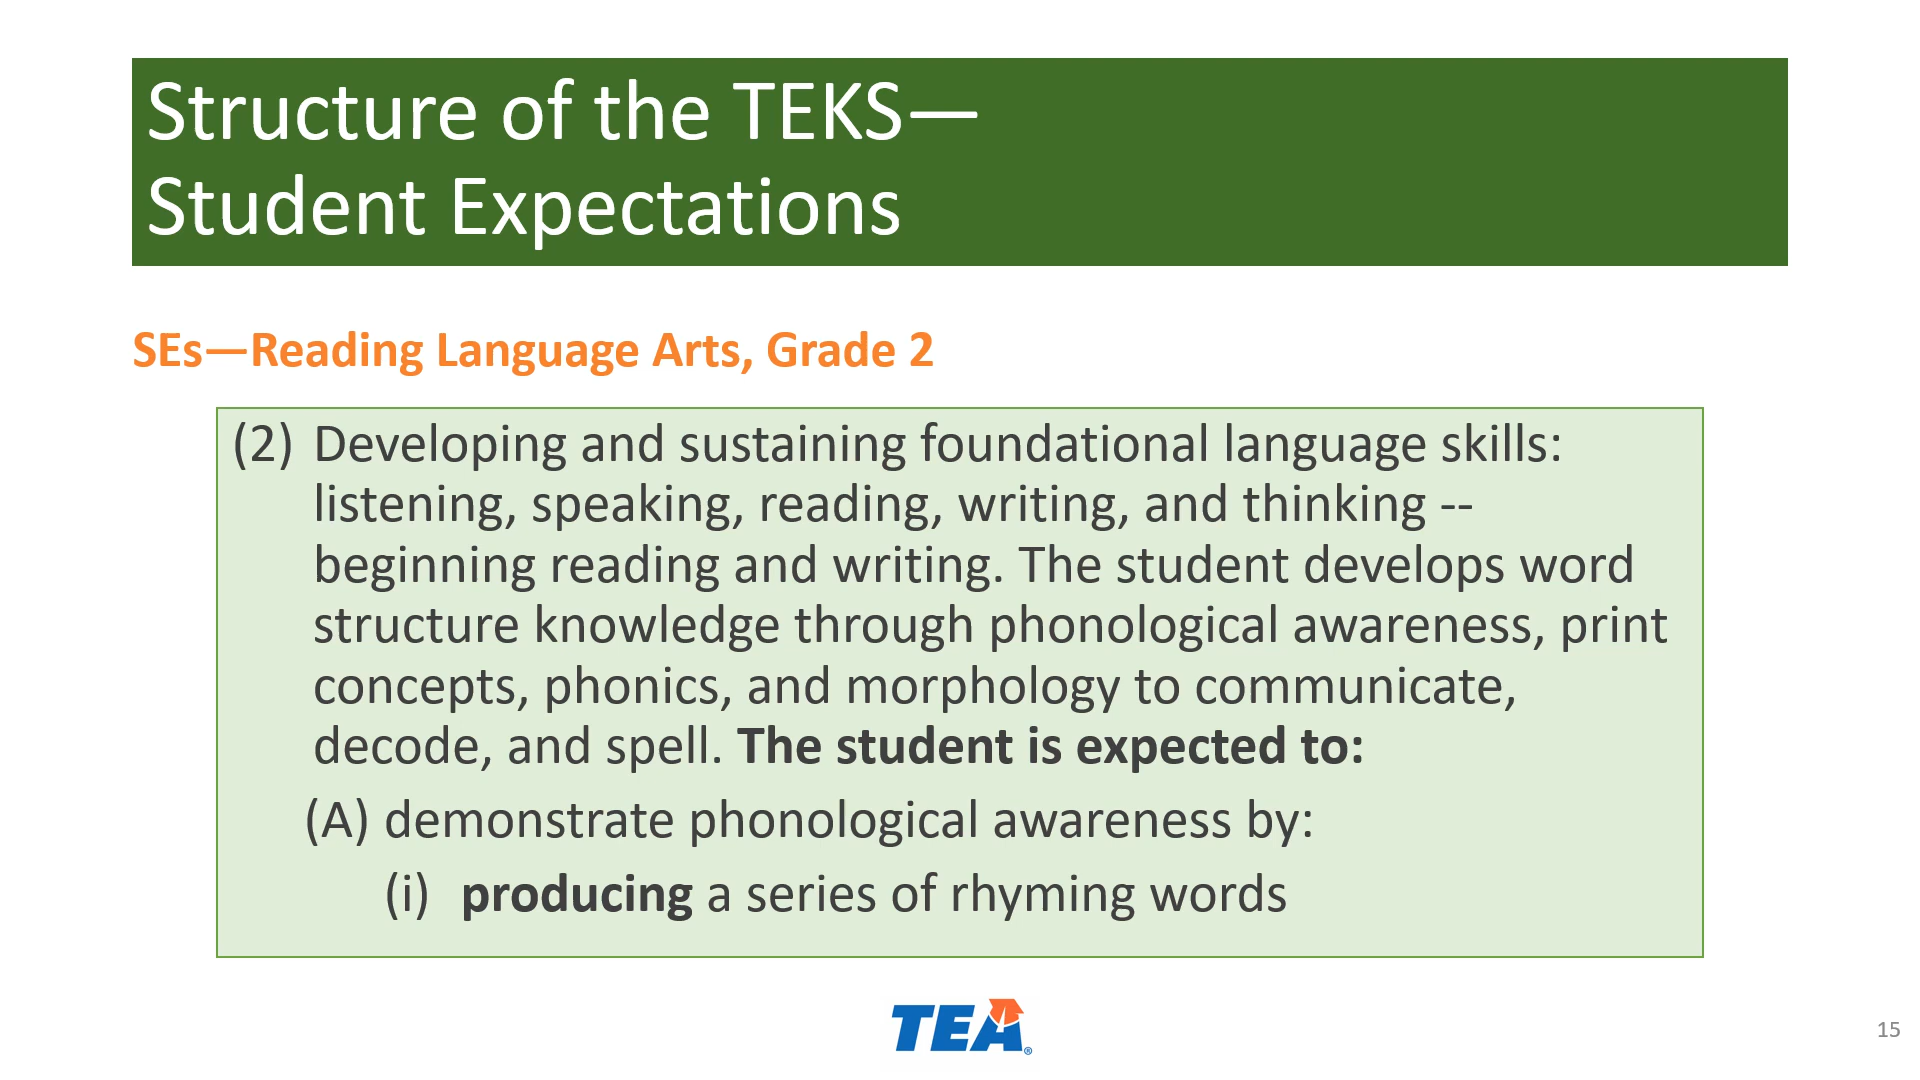 Structure of the TEKS—
Student Expectations
SEs—Reading Language Arts, Grade 2
(2) Developing and sustaining foundational language skills:
listening, speaking, reading, writing, and thinking --
beginning reading and writing. The student develops word
structure knowledge through phonological awareness, print
concepts, phonics, and morphology to communicate,
decode, and spell. The student is expected to:
(A) demonstrate phonological awareness by:
(i) producing a series of rhyming words
TEA®
15